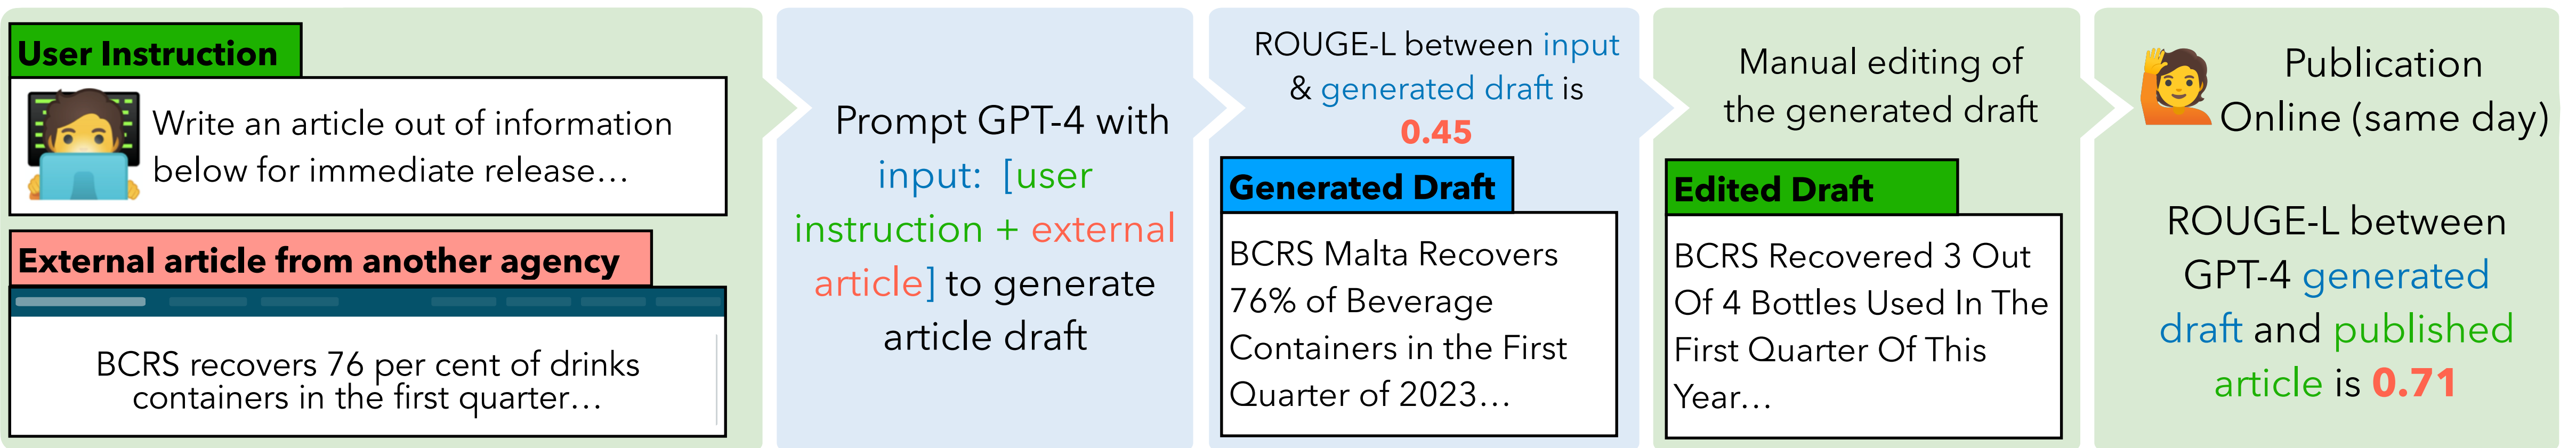 User Instruction
Write an article out of information
below for immediate release...
External article from another agency
BCRS recovers 76 per cent of drinks
containers in the first quarter...
Prompt GPT-4 with
input: [user
instruction + external
article] to generate
article draft
ROUGE-L between input
& generated draft is
0.45
Generated Draft
BCRS Malta Recovers
76% of Beverage
Containers in the First
Quarter of 2023...
Manual editing of
the generated draft
Edited Draft
BCRS Recovered 3 Out
Of 4 Bottles Used In The
First Quarter Of This
Year...
Publication
Online (same day)
ROUGE-L between
GPT-4 generated
draft and published
article is 0.71